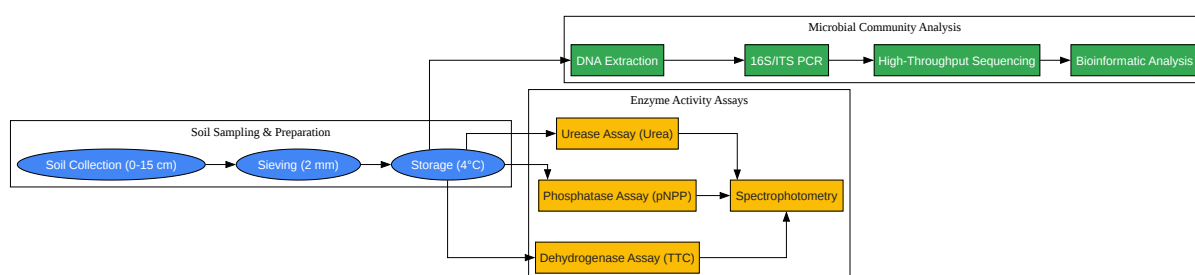 Microbial Community Analysis
DNA Extraction
16S/ITS PCR
High-Throughput Sequencing
Bioinformatic Analysis
Enzyme Activity Assays
Soil Sampling & Preparation
Urease Assay (Urea)
Soil Collection (0-15 cm)
Sieving (2 mm)
Storage (4°C)
Phosphatase Assay (pNPP)
Spectrophotometry
Dehydrogenase Assay (TTC)